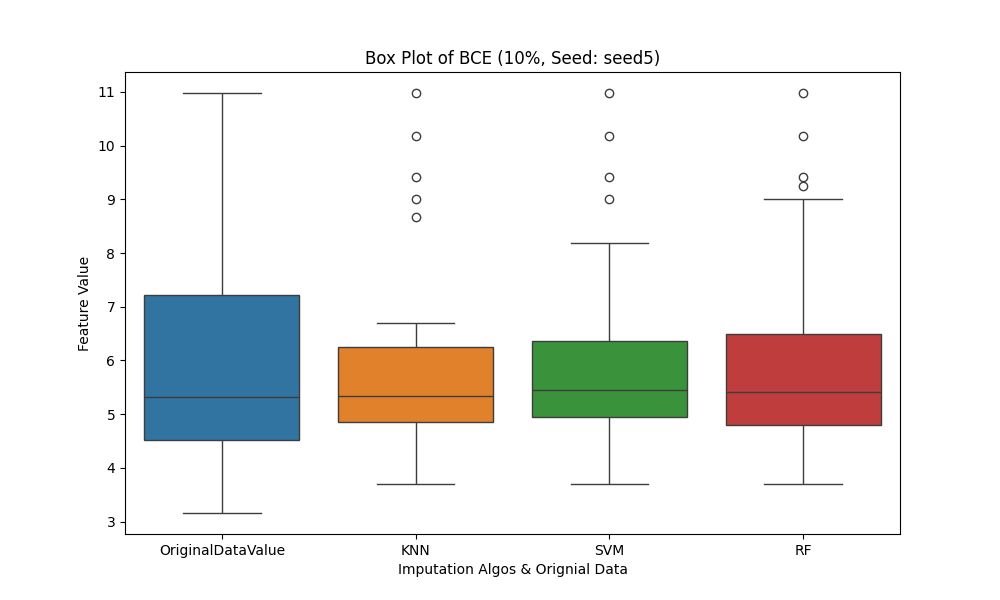 Box Plot of BCE (10%, Seed: seed5)
11
10
9
8
7
6
5
4
3
Feature Value
OriginalDataValue
KNN
SVM
RF
Imputation Algos & Orignial Data